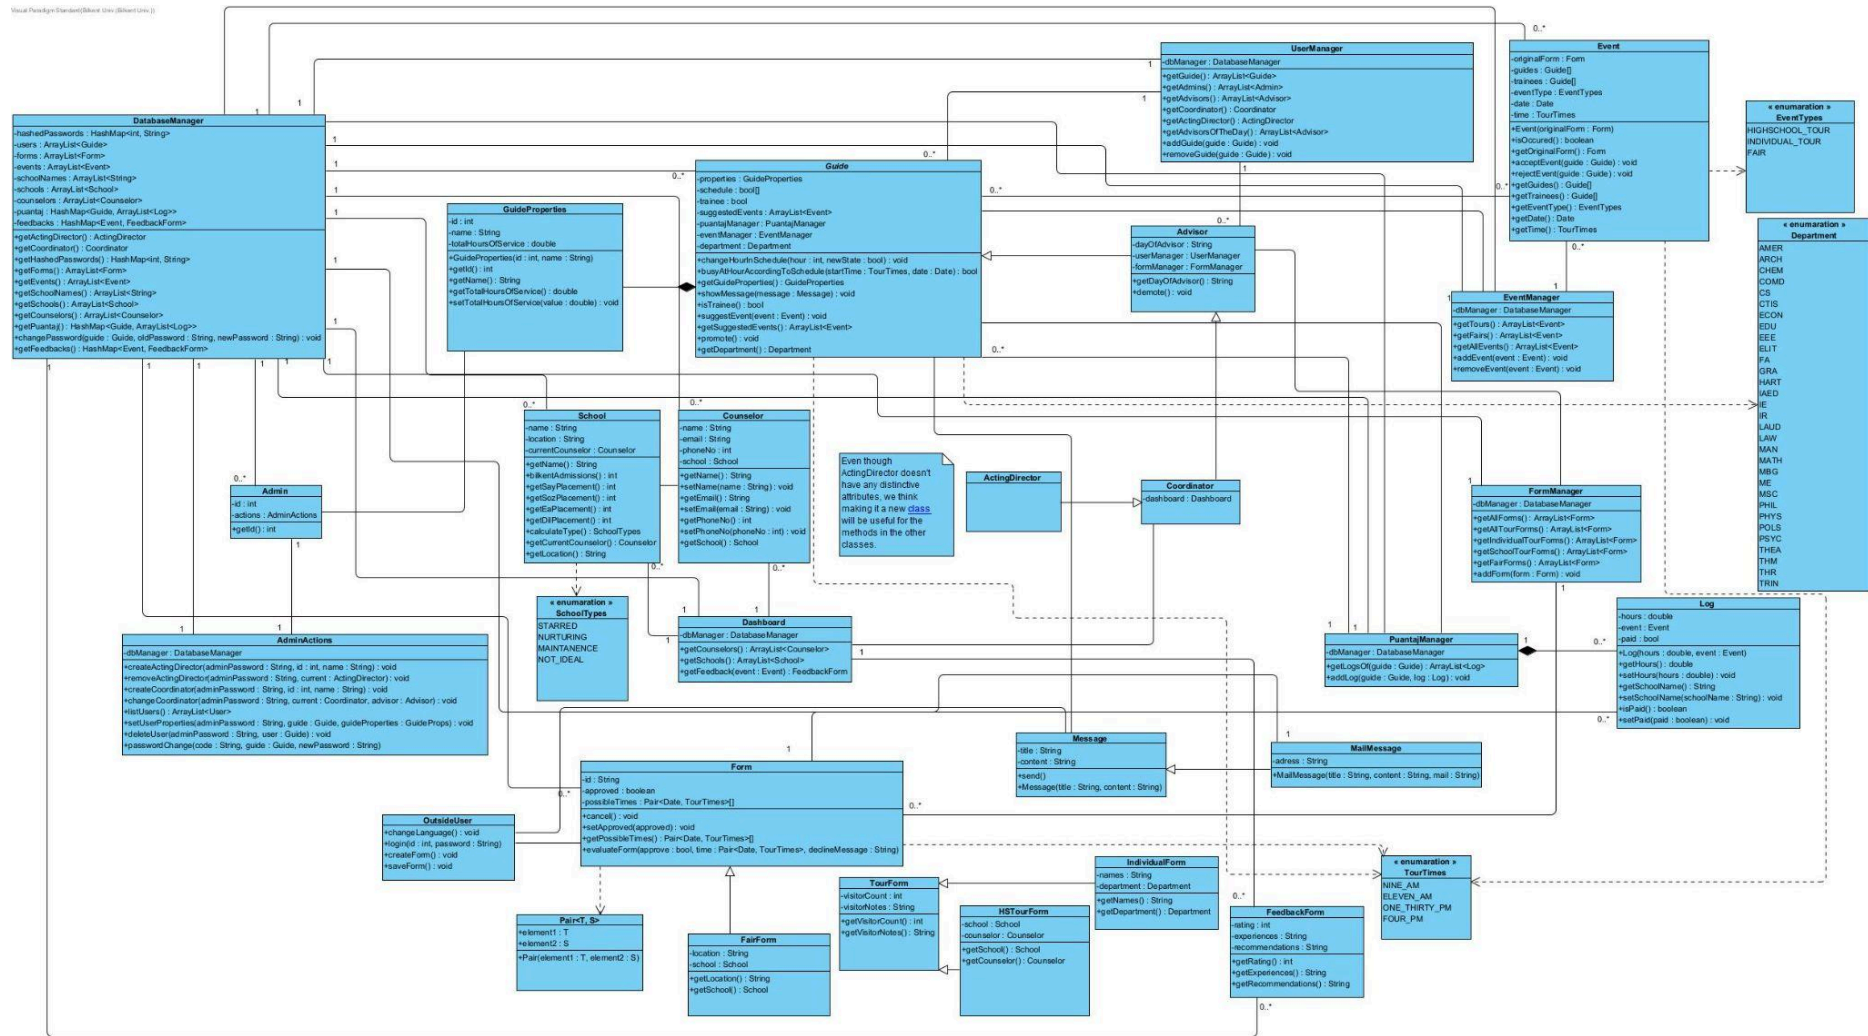 Visual Paradigm Standard(Bilkent Univ.(Bilkent Univ.))
DatabaseManager
-hashedPasswords : HashMap<int, String>
-users : ArrayList<Guide>
-forms : ArrayList<Form>
-events : ArrayList<Event>
-schoolNames : ArrayList<String>
-schools : ArrayList<School>
-counselors : ArrayList<Counselor>
-puantaj : HashMap<Guide, ArrayList<Log>>
-feedbacks : HashMap<Event, FeedbackForm>
+getActingDirector() : ActingDirector
+getCoordinator() : Coordinator
+getHashedPasswords() : HashMap<int, String>
+getForms() : ArrayList<Form>
+getEvents() : ArrayList<Event>
+getSchoolNames() : ArrayList<String>
+getSchools() : ArrayList<School>
+getCounselors() : ArrayList<Counselor>
+getPuantaj() : HashMap<Guide, ArrayList<Log>>
+changePassword(guide : Guide, oldPassword : String, newPassword : String) : void
+getFeedbacks() : HashMap<Event, FeedbackForm>
GuideProperties
-id : int
-name : String
-totalHoursOfService : double
+GuideProperties(id : int, name : String)
+getId() : int
+getName() : String
+getTotalHoursOfService() : double
+setTotalHoursOfService(value : double) : void
Guide
-properties : GuideProperties
-schedule : bool[]
-trainee : bool
-suggestedEvents : ArrayList<Event>
-puantajManager : PuantajManager
-eventManager : EventManager
-department : Department
+changeHourInSchedule(hour : int, newState : bool) : void
+busyAtHourAccordingToSchedule(startTime : TourTimes, date : Date) : bool
+getGuideProperties() : GuideProperties
+showMessage(message : Message) : void
+isTrainee() : bool
+suggestEvent(event : Event) : void
+getSuggestedEvents() : ArrayList<Event>
+promote() : void
+getDepartment() : Department
UserManager
-dbManager : DatabaseManager
+getGuide() : ArrayList<Guide>
+getAdmins() : ArrayList<Admin>
+getAdvisors() : ArrayList<Advisor>
+getCoordinator() : Coordinator
+getActingDirector() : ActingDirector
+getAdvisorsOfTheDay() : ArrayList<Advisor>
+addGuide(guide : Guide) : void
+removeGuide(guide : Guide) : void
Event
-originalForm : Form
-guides : Guide[]
-trainees : Guide[]
-eventType : EventTypes
-date : Date
-time : TourTimes
+Event(originalForm : Form)
+isOccured() : boolean
+getOriginalForm() : Form
+acceptEvent(guide : Guide) : void
+rejectEvent(guide : Guide) : void
+getGuides() : Guide[]
+getTrainees() : Guide[]
+getEventType() : EventTypes
+getDate() : Date
+getTime() : TourTimes
« enumaration »
EventTypes
HIGHSCHOOL_TOUR
INDIVIDUAL_TOUR
FAIR
« enumaration »
Department
AMER
ARCH
CHEM
COMD
CS
CTIS
ECON
EDU
EEE
ELIT
FA
GRA
HART
IAED
IE
IR
LAUD
LAW
MAN
MATH
MBG
ME
MSC
PHIL
PHYS
POLS
PSYC
THEA
THM
THR
TRIN
Advisor
-dayOfAdvisor : String
-userManager : UserManager
-formManager : FormManager
+getDayOfAdvisor() : String
+demote() : void
EventManager
-dbManager : DatabaseManager
+getTours() : ArrayList<Event>
+getFairs() : ArrayList<Event>
+getAllEvents() : ArrayList<Event>
+addEvent(event : Event) : void
+removeEvent(event : Event) : void
School
-name : String
-location : String
-currentCounselor : Counselor
+getName() : String
+bilkentAdmissions() : int
+getSayPlacement() : int
+getSozPlacement() : int
+getEaPlacement() : int
+getDilPlacement() : int
+calculateType() : SchoolTypes
+getCurrentCounselor() : Counselor
+getLocation() : String
Counselor
-name : String
-email : String
-phoneNo : int
-school : School
+getName() : String
+setName(name : String) : void
+getEmail() : String
+setEmail(email : String) : void
+getPhoneNo() : int
+setPhoneNo(phoneNo : int) : void
+getSchool() : School
Even though
ActingDirector doesn't
have any distinctive
attributes, we think
making it a new class
will be useful for the
methods in the other
classes.
ActingDirector
Coordinator
-dashboard : Dashboard
FormManager
-dbManager : DatabaseManager
+getAllForms() : ArrayList<Form>
+getAllTourForms() : ArrayList<Form>
+getIndividualTourForms() : ArrayList<Form>
+getSchoolTourForms() : ArrayList<Form>
+getFairForms() : ArrayList<Form>
+addForm(form : Form) : void
Admin
-id : int
-actions : AdminActions
+getId() : int
« enumaration »
SchoolTypes
STARRED
NURTURING
MAINTANENCE
NOT_IDEAL
Dashboard
-dbManager : DatabaseManager
+getCounselors() : ArrayList<Counselor>
+getSchools() : ArrayList<School>
+getFeedback(event : Event) : FeedbackForm
AdminActions
-dbManager : DatabaseManager
+createActingDirector(adminPassword : String, id : int, name : String) : void
+removeActingDirector(adminPassword : String, current : ActingDirector) : void
+createCoordinator(adminPassword : String, id : int, name : String) : void
+changeCoordinator(adminPassword : String, current : Coordinator, advisor : Advisor) : void
+listUsers() : ArrayList<User>
+setUserProperties(adminPassword : String, guide : Guide, guideProperties : GuideProps) : void
+deleteUser(adminPassword : String, user : Guide) : void
+passwordChange(code : String, guide : Guide, newPassword : String)
PuantajManager
-dbManager : DatabaseManager
+getLogsOf(guide : Guide) : ArrayList<Log>
+addLog(guide : Guide, log : Log) : void
Log
-hours : double
-event : Event
-paid : bool
+Log(hours : double, event : Event)
+getHours() : double
+setHours(hours : double) : void
+getSchoolName() : String
+setSchoolName(schoolName : String) : void
+isPaid() : boolean
+setPaid(paid : boolean) : void
Message
-title : String
-content : String
+send()
+Message(title : String, content : String)
MailMessage
-adress : String
+MailMessage(title : String, content : String, mail : String)
Form
-id : String
-approved : boolean
-possibleTimes : Pair<Date, TourTimes>[]
+cancel() : void
+setApproved(approved) : void
+getPossibleTimes() : Pair<Date, TourTimes>[]
+evaluateForm(approve : bool, time : Pair<Date, TourTimes>, declineMessage : String)
OutsideUser
+changeLanguage() : void
+login(id : int, password : String)
+createForm() : void
+saveForm() : void
Pair<T, S>
+element1 : T
+element2 : S
+Pair(element1 : T, element2 : S)
FairForm
-location : String
-school : School
+getLocation() : String
+getSchool() : School
TourForm
-visitorCount : int
-visitorNotes : String
+getVisitorCount() : int
+getVisitorNotes() : String
HSTourForm
-school : School
-counselor : Counselor
+getSchool() : School
+getCounselor() : Counselor
IndividualForm
-names : String
-department : Department
+getNames() : String
+getDepartment() : Department
FeedbackForm
-rating : int
-experiences : String
-recommendations : String
+getRating() : int
+getExperiences() : String
+getRecommendations() : String
« enumaration »
TourTimes
NINE_AM
ELEVEN_AM
ONE_THIRTY_PM
FOUR_PM